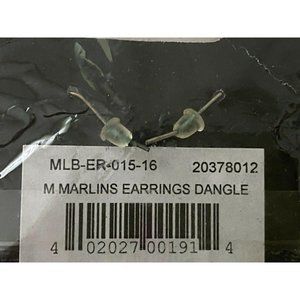 MLB-ER-015-16 20378012
M MARLINS EARRINGS DANGLE
4 02027 00191 4